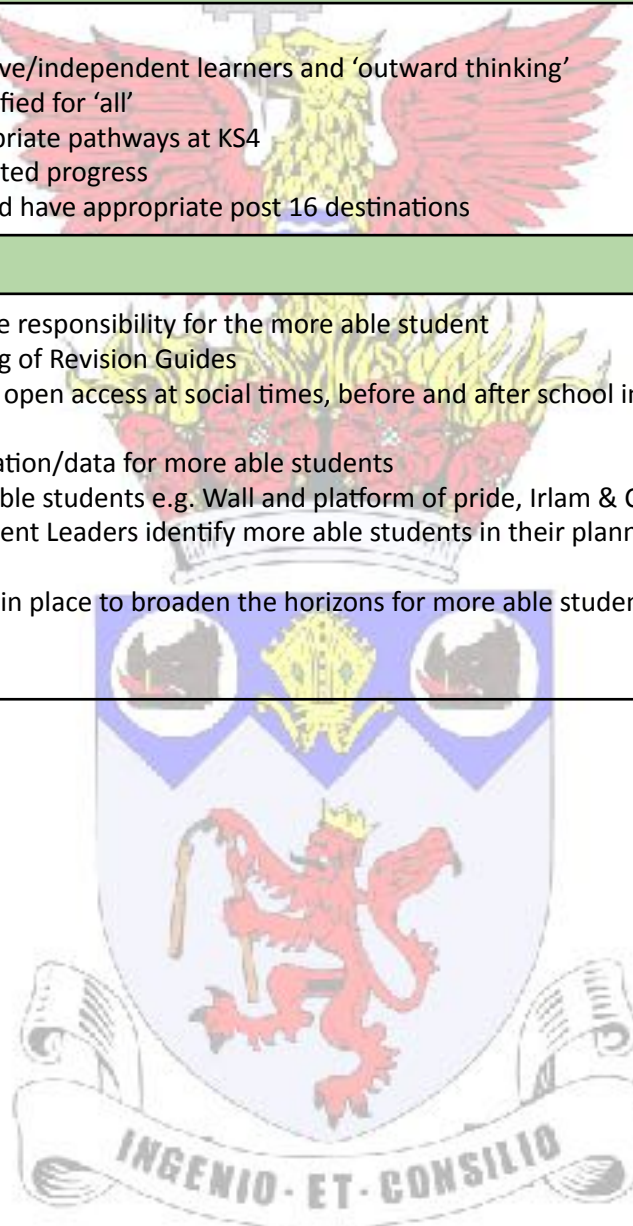 ve/independent learners and ‘outward thinking’
fied for ‘all’
priate pathways at KS4
ted progress
d have appropriate post 16 destinations
e responsibility for the more able student
g of Revision Guides
open access at social times, before and after school in
ation/data for more able students
ble students e.g. Wall and platform of pride, Irlam & C
ent Leaders identify more able students in their plann
in place to broaden the horizons for more able studen
INGENIO · ET · CONSILIO